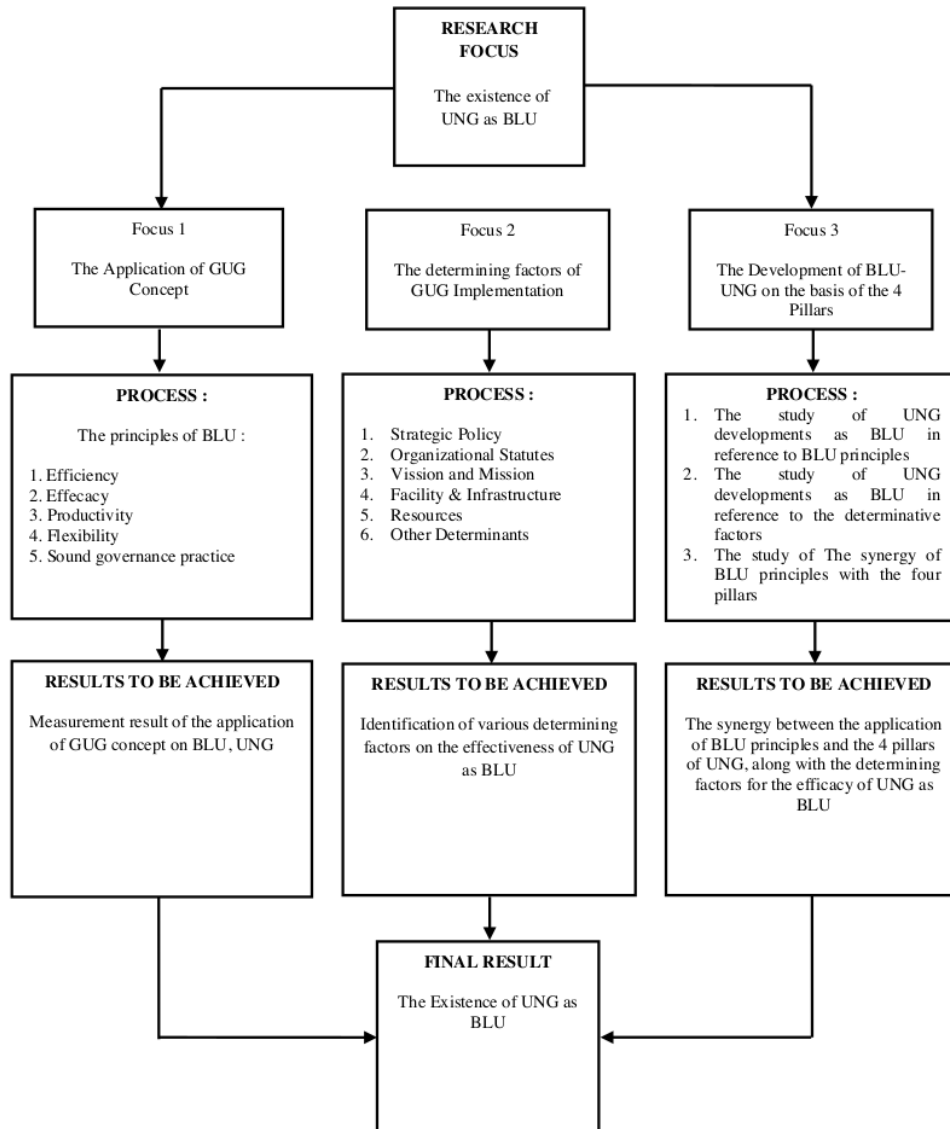 RESEARCH
FOCUS
The existence of
UNG as BLU
Focus 1
The Application of GUG
Concept
Focus 2
The determining factors of
GUG Implementation
Focus 3
The Development of BLU-
UNG on the basis of the 4
Pillars
PROCESS :
The principles of BLU :
1. Efficiency
2. Effecacy
3. Productivity
4. Flexibility
5. Sound governance practice
PROCESS :
1. Strategic Policy
2. Organizational Statutes
3. Vission and Mission
4. Facility & Infrastructure
5. Resources
6. Other Determinants
PROCESS :
1. The study of UNG
developments as BLU in
reference to BLU principles
2. The study of UNG
developments as BLU in
reference to the determinative
factors
3. The study of The synergy of
BLU principles with the four
pillars
RESULTS TO BE ACHIEVED
Measurement result of the application
of GUG concept on BLU, UNG
RESULTS TO BE ACHIEVED
Identification of various determining
factors on the effectiveness of UNG
as BLU
RESULTS TO BE ACHIEVED
The synergy between the application
of BLU principles and the 4 pillars
of UNG, along with the determining
factors for the efficacy of UNG as
BLU
FINAL RESULT
The Existence of UNG as
BLU